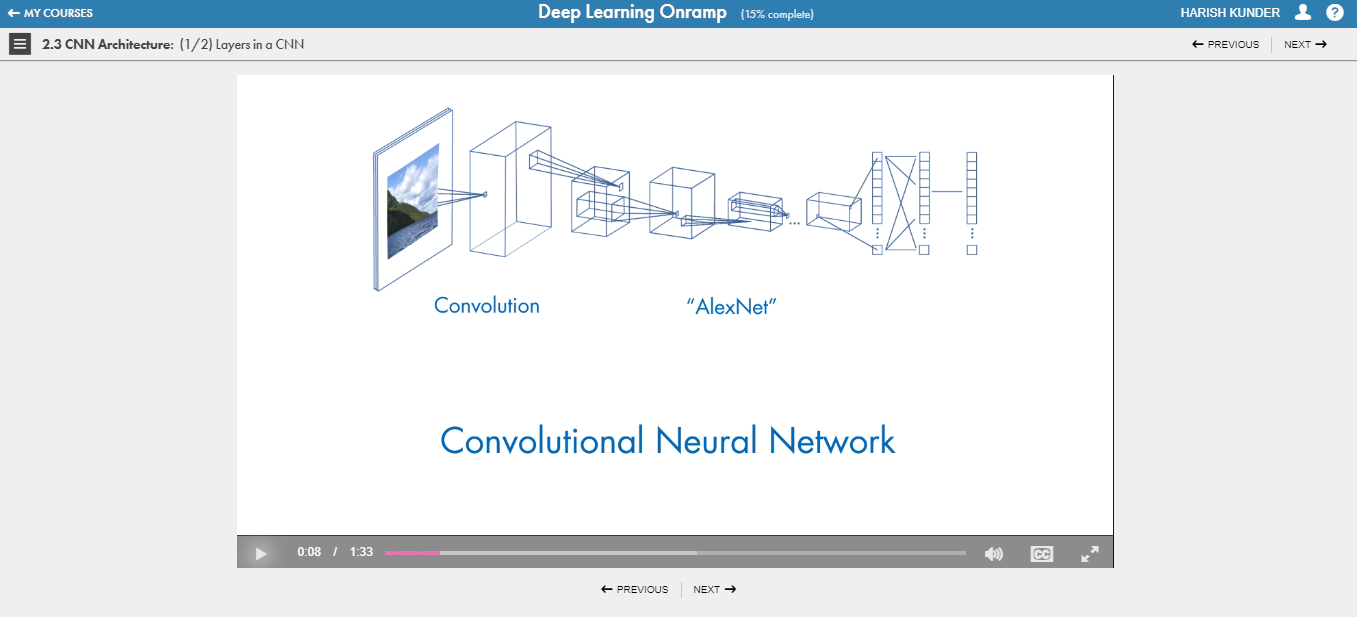 MY COURSES
Deep Learning Onramp (15% complete)
HARISH KUNDER
?
2.3 CNN Architecture: (1/2) Layers in a CNN
PREVIOUS
NEXT
...
Convolution
“AlexNet”
Convolutional Neural Network
0:08 / 1:33
CC
PREVIOUS
NEXT